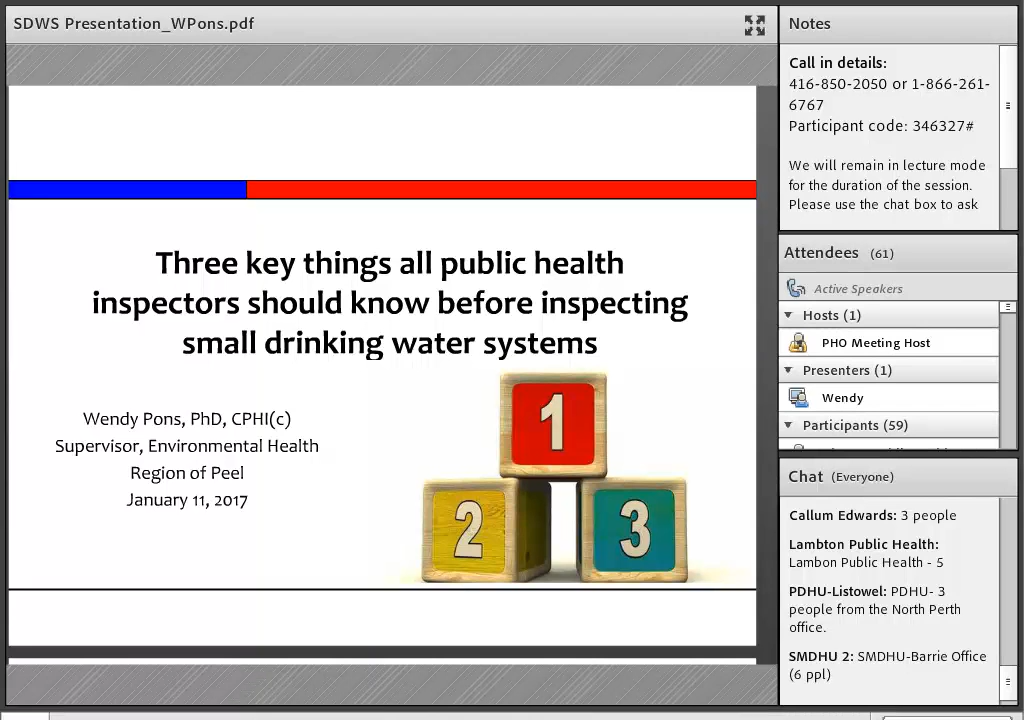 SDWS Presentation_WPons.pdf
Three key things all public health
inspectors should know before inspecting
small drinking water systems
Wendy Pons, PhD, CPHI(c)
Supervisor, Environmental Health
Region of Peel
January 11, 2017
1
2
3
Notes
Call in details:
416-850-2050 or 1-866-261-
6767
Participant code: 346327#
We will remain in lecture mode
for the duration of the session.
Please use the chat box to ask
Attendees (61)
Active Speakers
Hosts (1)
PHO Meeting Host
Presenters (1)
Wendy
Participants (59)
Chat (Everyone)
Callum Edwards: 3 people
Lambton Public Health:
Lambon Public Health - 5
PDHU-Listowel: PDHU- 3
people from the North Perth
office.
SMDHU 2: SMDHU-Barrie Office
(6 ppl)